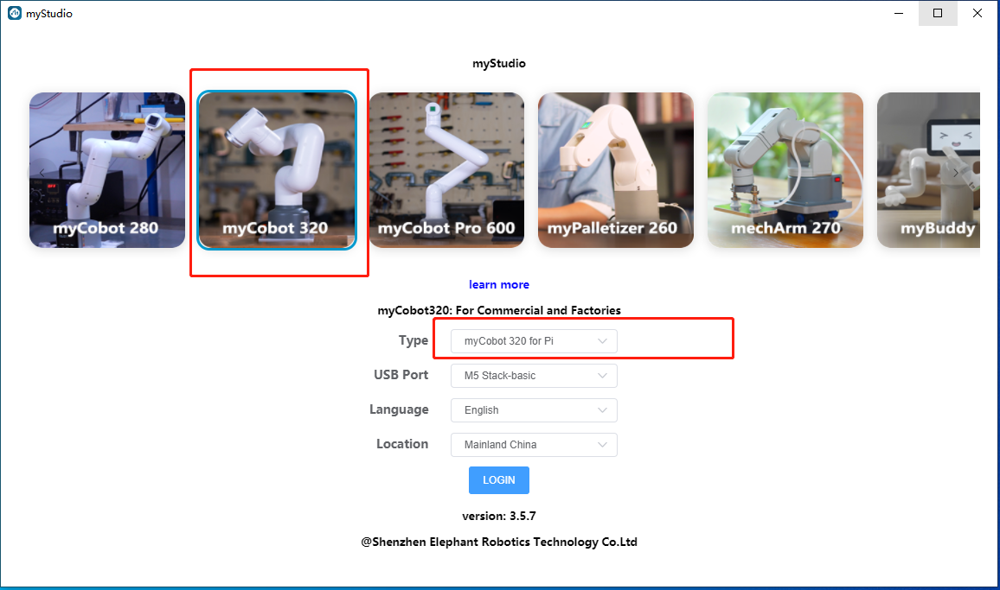 myStudio
myStudio
myCobot 280
myCobot 320
myCobot Pro 600
myPalletizer 260
mechArm 270
myBuddy
learn more
myCobot320: For Commercial and Factories
Type myCobot 320 for Pi
USB Port M5 Stack-basic
Language English
Location Mainland China
LOGIN
version: 3.5.7
@Shenzhen Elephant Robotics Technology Co.Ltd